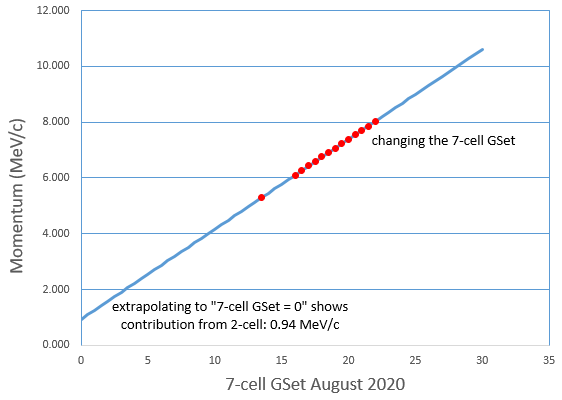 12.000
10.000
8.000
6.000
4.000
2.000
0.000
Momentum (MeV/c)
changing the 7-cell GSet
extrapolating to "7-cell GSet = 0" shows
contribution from 2-cell: 0.94 MeV/c
0 5 10 15 20 25 30 35
7-cell GSet August 2020